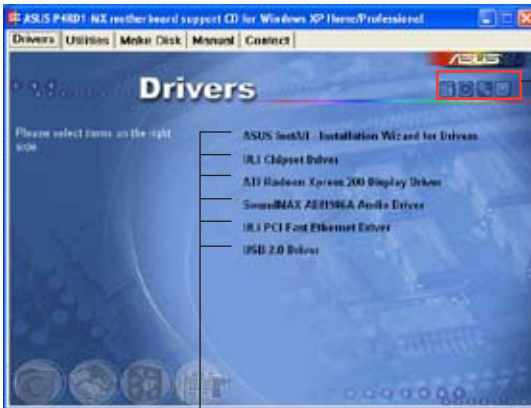 ASUS P4RD1-MX motherboard support CD for Windows XP Home/Professional
Drivers Utilities Make Disk Manual Contact
ASUS
Drivers
Please select items on the right
side
ASUS InstAll - Installation Wizard for Drivers
ULI Chipset Driver
ATI Radeon Xpress 200 Display Driver
SoundMAX AD1986A Audio Driver
ULI PCI Fast Ethernet Driver
USB 2.0 Driver